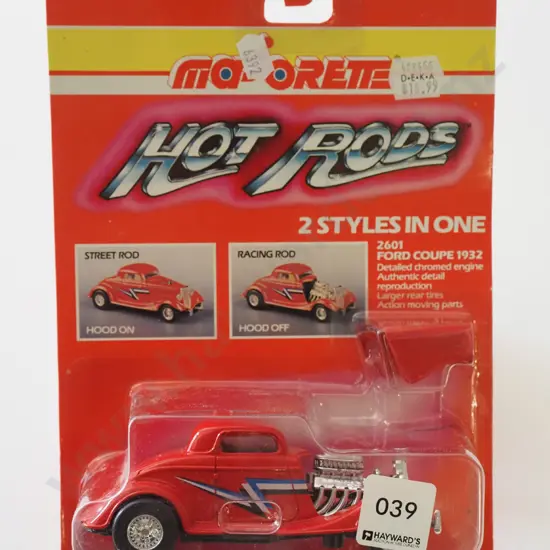 6392
MAJORETTE
D•E•K•A
HOT RODS
2 STYLES IN ONE
STREET ROD
HOOD ON
RACING ROD
HOOD OFF
2601
FORD COUPE 1932
Detailed chromed engine
Authentic detail
reproduction
Larger rear tires
Action moving parts
039
HAYWARD'S